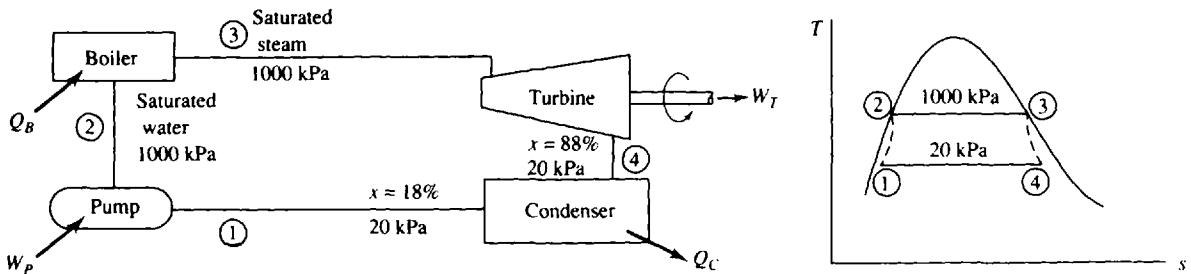 ③ Saturated
steam
1000 kPa
Boiler
Q_B
②
Saturated
water
1000 kPa
Turbine
W_T
x = 88%
20 kPa
④
Pump
W_P
①
x = 18%
20 kPa
Condenser
Q_C
T
② 1000 kPa ③
20 kPa
① ④
s